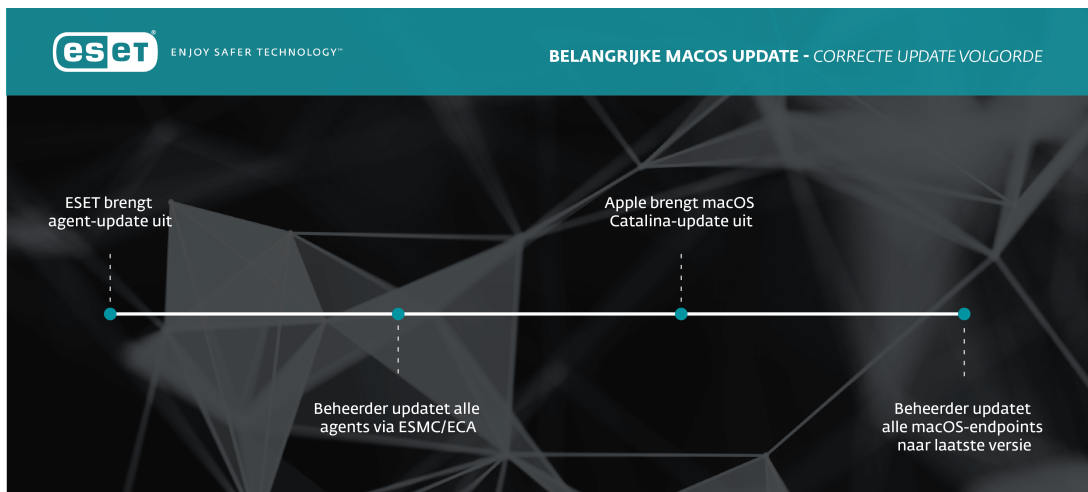 eset® ENJOY SAFER TECHNOLOGY™
BELANGRIJKE MACOS UPDATE - CORRECTE UPDATE VOLGORDE
ESET brengt
agent-update uit
Apple brengt macOS
Catalina-update uit
Beheerder updatet alle
agents via ESMC/ECA
Beheerder updatet
alle macOS-endpoints
naar laatste versie